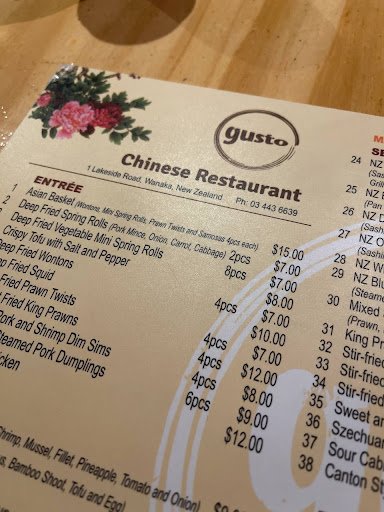 gusto
Chinese Restaurant
1 Lakeside Road, Wanaka, New Zealand Ph: 03 443 6639
ENTRÉE
1 Asian Basket (Wontons, Mini Spring Rolls, Prawn Twists and Samosas 4pcs each) $15.00
2 Deep Fried Spring Rolls (Pork Mince, Onion, Carrot, Cabbage) 2pcs $7.00
Deep Fried Vegetable Mini Spring Rolls 8pcs $7.00
Crispy Tofu with Salt and Pepper $8.00
Fried Wontons 4pcs $7.00
Fried Squid $10.00
Fried Prawn Twists 4pcs $7.00
Fried King Prawns 4pcs $12.00
Pork and Shrimp Dim Sims 4pcs $8.00
Pork Dumplings 6pcs $9.00
$12.00
Shrimp, Mussel, Fillet, Pineapple, Tomato and Onion)
Bamboo Shoot, Tofu and Egg)
24 NZ
25 NZ
26 NZ
27 NZ
28 NZ
29 NZ
30 Mixed
31 King
32 Stir-fried
33 Stir-fried
34 Stir-fried
35 Sweet
36
37 Sour
38 Canton